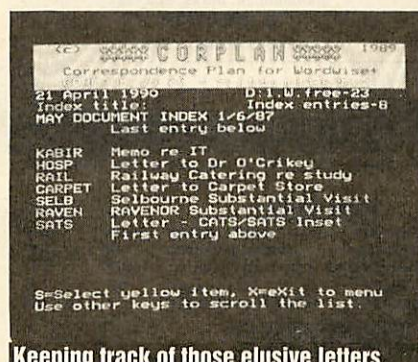 (c) CORPLAN 1989
Correspondence Plan for Wordwise+
21 April 1990 D:I.W.free-23
Index title: Index entries-8
MAY DOCUMENT INDEX 1/6/87
Last entry below
KABIR Memo re IT
HOSP Letter to Dr O'Crikey
RAIL Railway Catering re study
CARPET Letter to Carpet Store
SELB Selbourne Substantial Visit
RAVEN RAVENOR Substantial Visit
SATS Letter - CATS/SATS Inset
First entry above
S=Select yellow item, X=eXit to menu
Use other keys to scroll the list.
Keeping track of those elusive letters